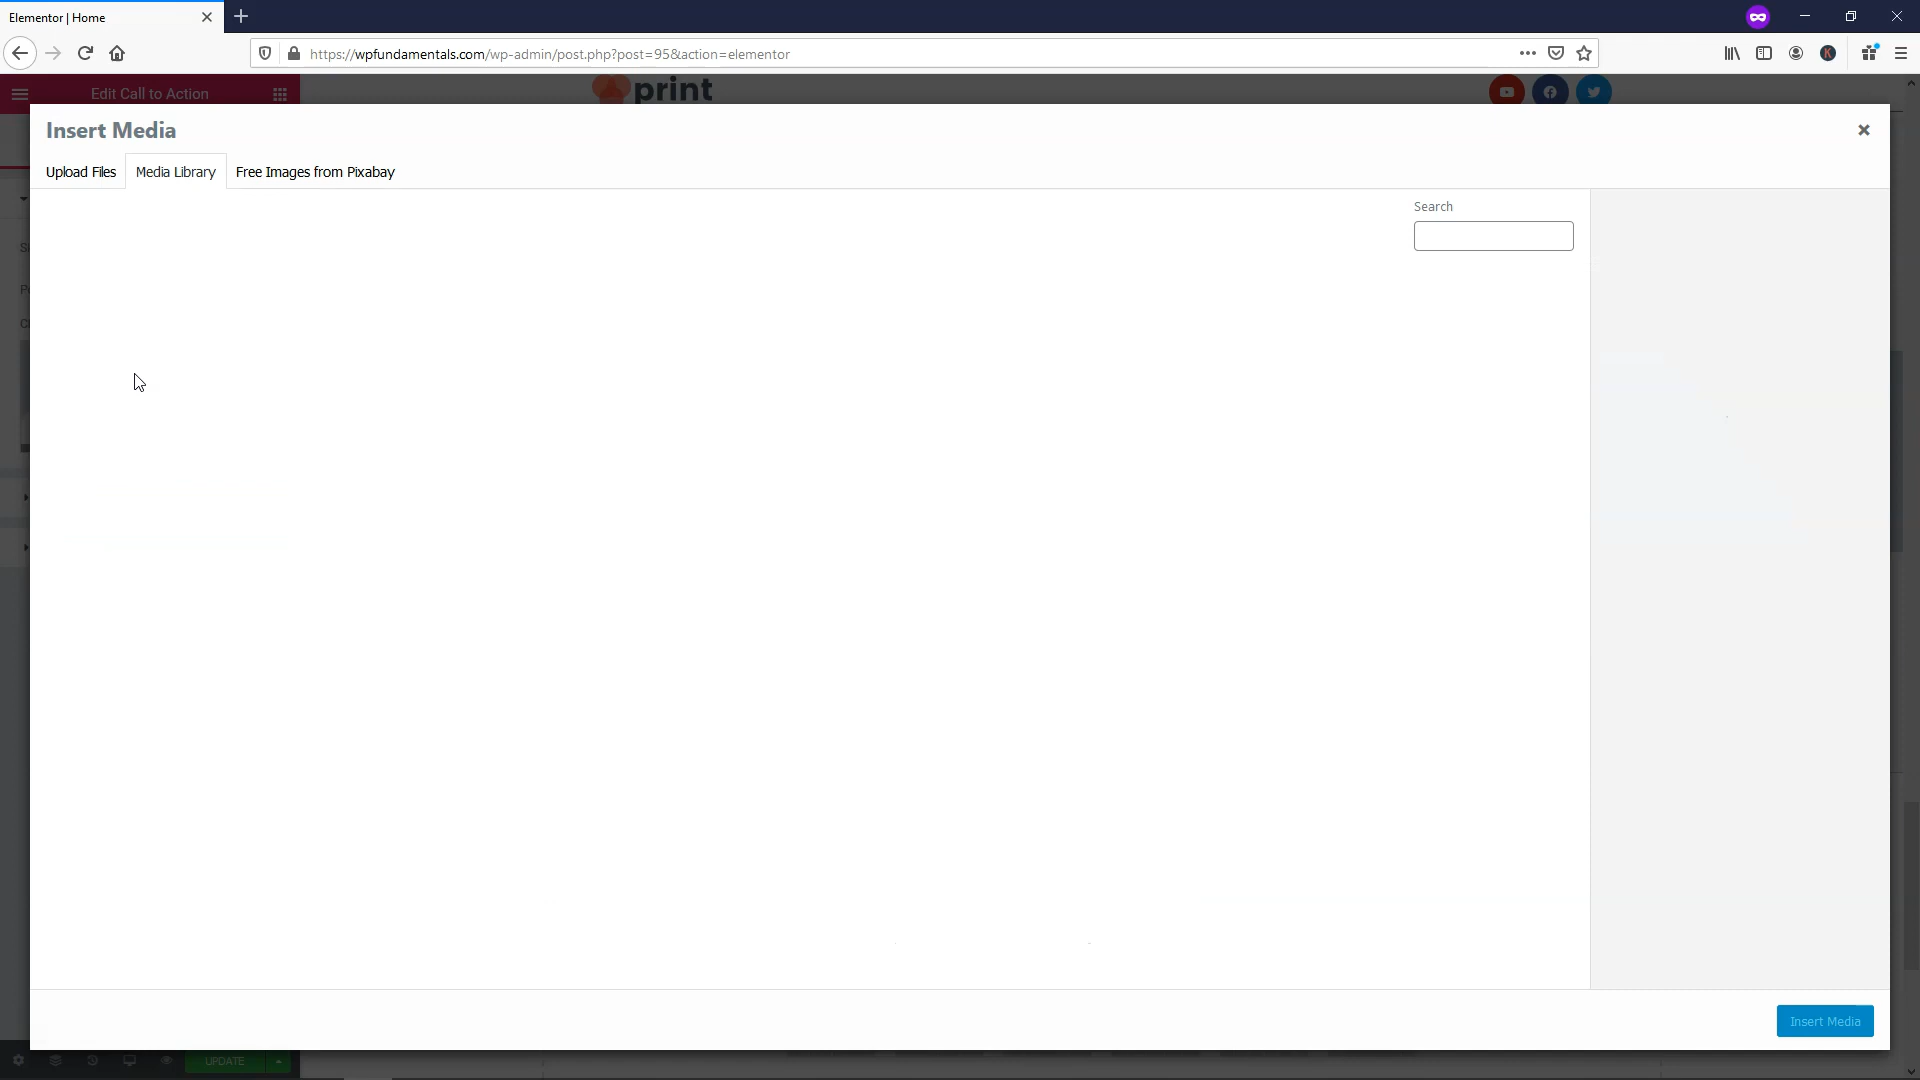 Elementor | Home
https://wpfundamentals.com/wp-admin/post.php?post=95&action=elementor
Edit Call to Action
print
Insert Media
Upload Files
Media Library
Free Images from Pixabay
Search
Insert Media
UPDATE